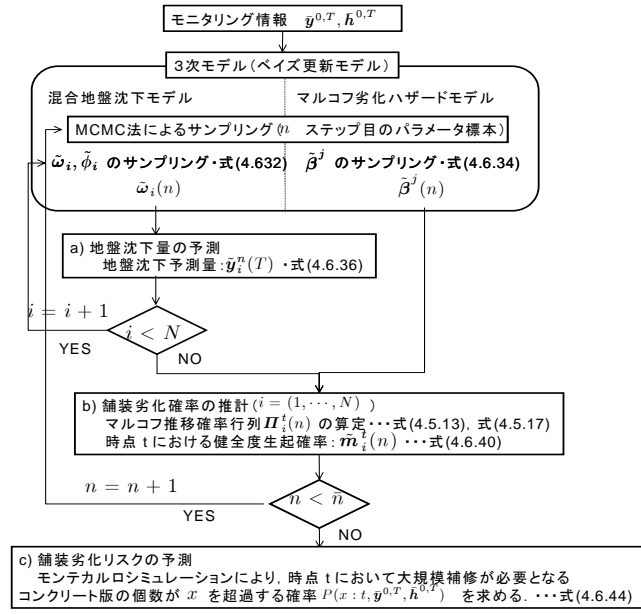 モニタリング情報 ȳ^{0,T}, h̄^{0,T}
3次モデル(ベイズ更新モデル)
混合地盤沈下モデル
マルコフ劣化ハザードモデル
MCMC法によるサンプリング(n ステップ目のパラメータ標本)
ω̃_i, φ̃_i のサンプリング・式(4.632)
β̃^j のサンプリング・式(4.6.34)
ω̃_i(n)
β̃^j(n)
a) 地盤沈下量の予測
地盤沈下予測量:ỹ_i^n(T) ・式(4.6.36)
i = i + 1
i < N
YES
NO
b) 舗装劣化確率の推計(i = (1, ⋯, N) )
マルコフ推移確率行列Π_i^t(n) の算定・・・式(4.5.13), 式(4.5.17)
時点 t における健全度生起確率: m̃_i^t(n) ・・・式(4.6.40)
n = n + 1
n < n̄
YES
NO
c) 舗装劣化リスクの予測
モンテカルロシミュレーションにより, 時点 t において大規模補修が必要となる
コンクリート版の個数が x を超過する確率 P(x : t, ȳ^{0,T}, h̄^{0,T}) を求める. ・・・式(4.6.44)